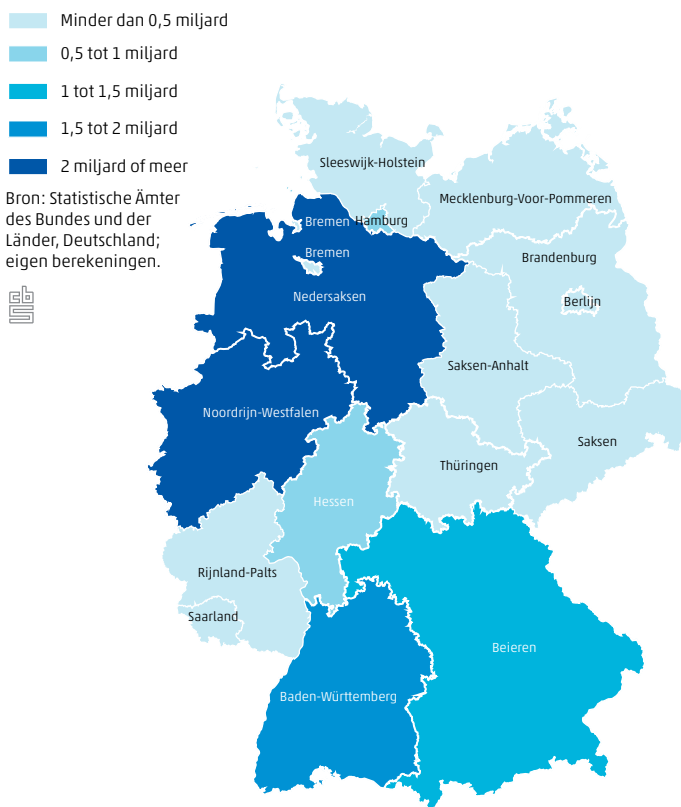 Minder dan 0,5 miljard
0,5 tot 1 miljard
1 tot 1,5 miljard
1,5 tot 2 miljard
2 miljard of meer
Bron: Statistische Ämter
des Bundes und der
Länder, Deutschland;
eigen berekeningen.
cbs
Sleeswijk-Holstein
Mecklenburg-Voor-Pommeren
Bremen
Hamburg
Bremen
Brandenburg
Nedersaksen
Berlijn
Saksen-Anhalt
Noordrijn-Westfalen
Saksen
Thüringen
Hessen
Rijnland-Palts
Saarland
Beieren
Baden-Württemberg